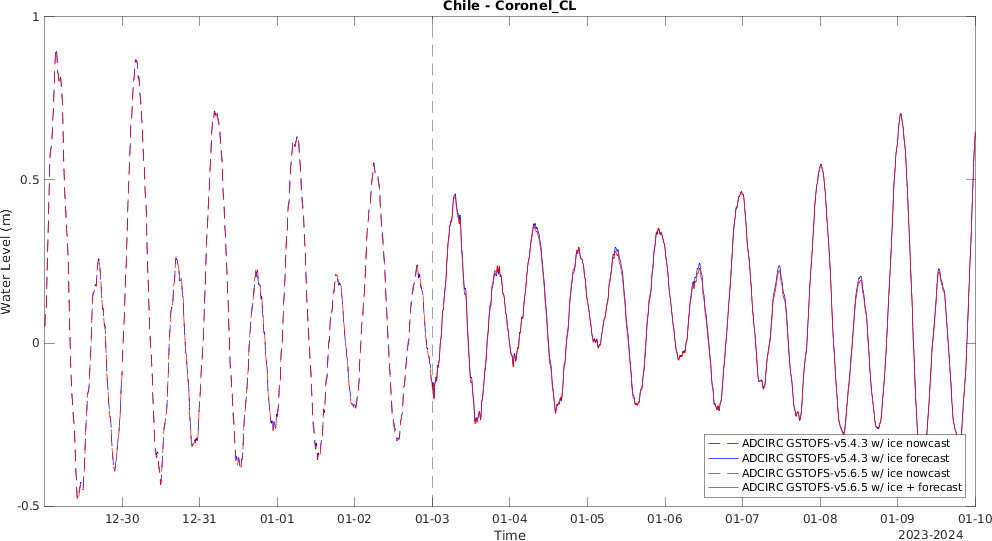 Chile - Coronel_CL
1
0.5
0
-0.5
Water Level (m)
12-30 12-31 01-01 01-02 01-03 01-04 01-05 01-06 01-07 01-08 01-09 01-10
Time
2023-2024
ADCIRC GSTOFS-v5.4.3 w/ ice nowcast
ADCIRC GSTOFS-v5.4.3 w/ ice forecast
ADCIRC GSTOFS-v5.6.5 w/ ice nowcast
ADCIRC GSTOFS-v5.6.5 w/ ice + forecast